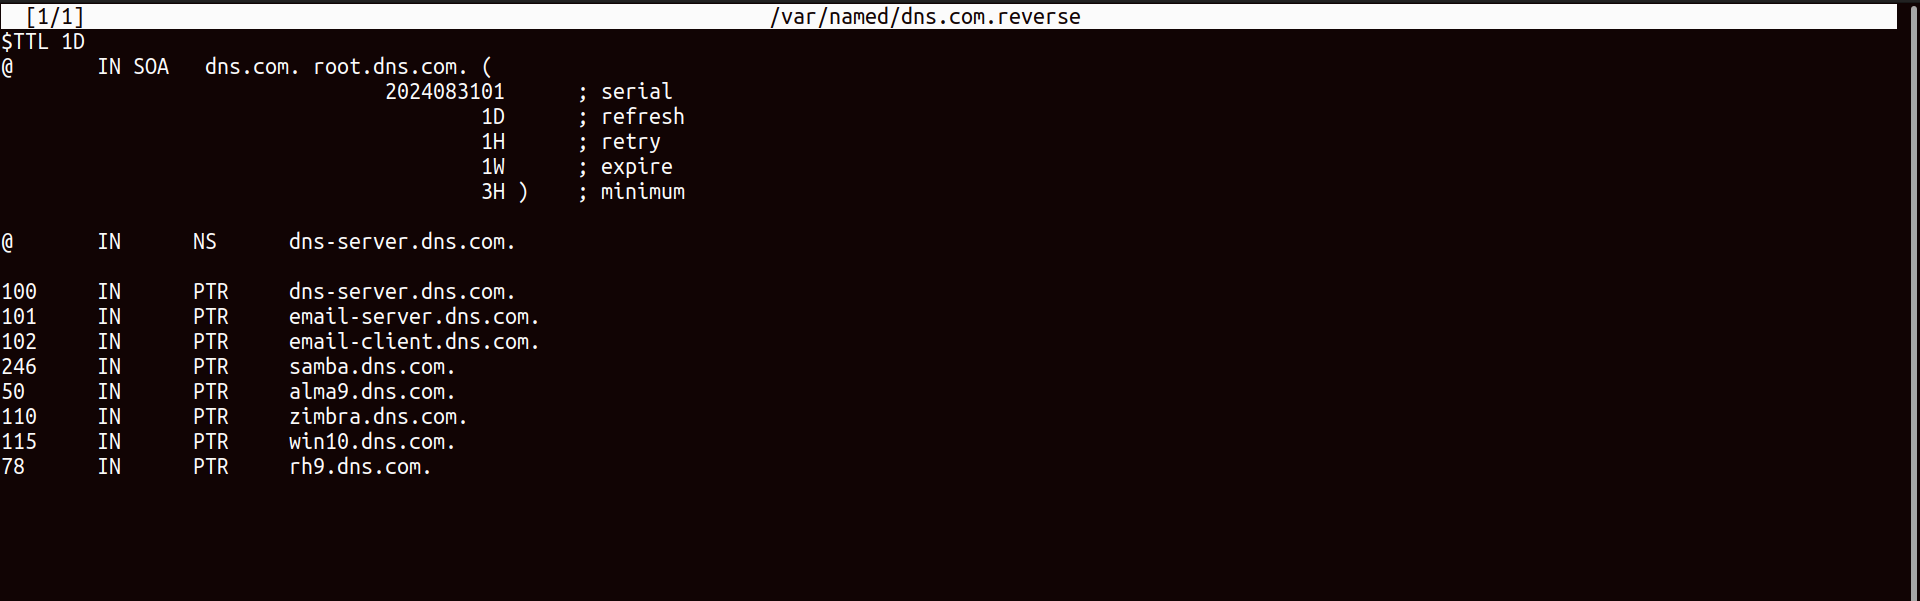 [1/1] /var/named/dns.com.reverse
$TTL 1D
@ IN SOA dns.com. root.dns.com. (
2024083101 ; serial
1D ; refresh
1H ; retry
1W ; expire
3H ) ; minimum
@ IN NS dns-server.dns.com.
100 IN PTR dns-server.dns.com.
101 IN PTR email-server.dns.com.
102 IN PTR email-client.dns.com.
246 IN PTR samba.dns.com.
50 IN PTR alma9.dns.com.
110 IN PTR zimbra.dns.com.
115 IN PTR win10.dns.com.
78 IN PTR rh9.dns.com.